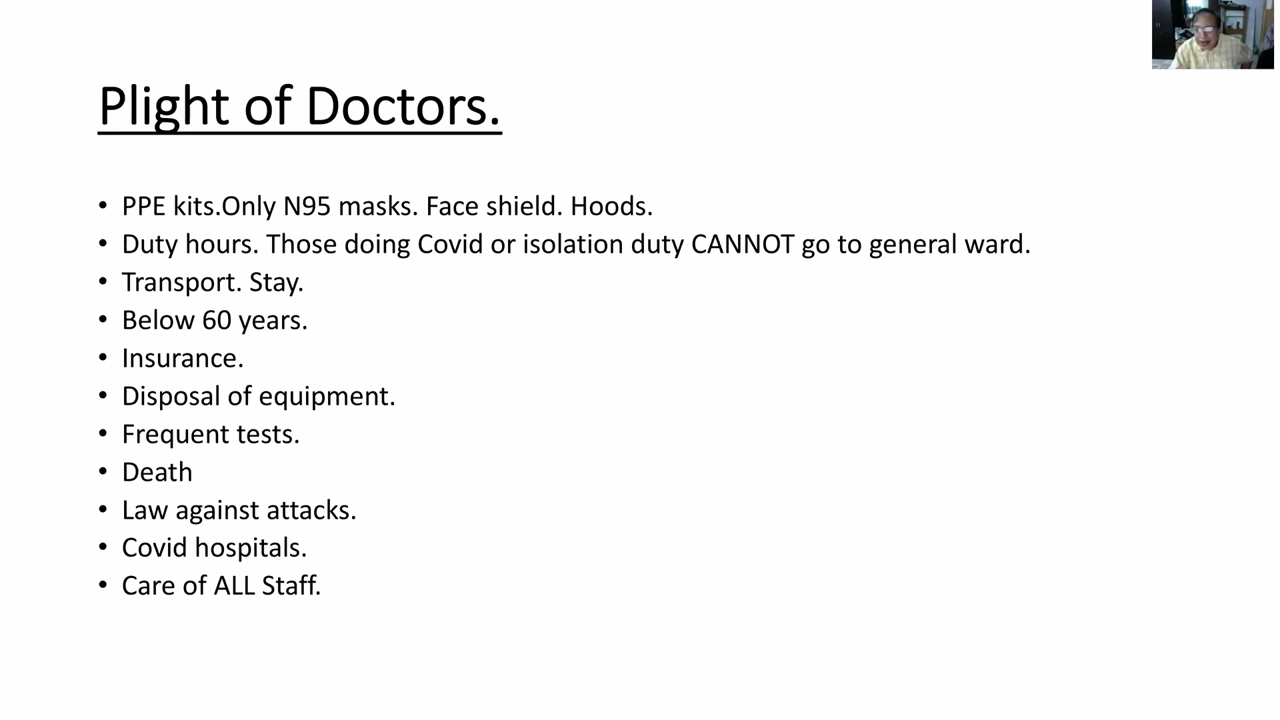 Plight of Doctors.
• PPE kits.Only N95 masks. Face shield. Hoods.
• Duty hours. Those doing Covid or isolation duty CANNOT go to general ward.
• Transport. Stay.
• Below 60 years.
• Insurance.
• Disposal of equipment.
• Frequent tests.
• Death
• Law against attacks.
• Covid hospitals.
• Care of ALL Staff.